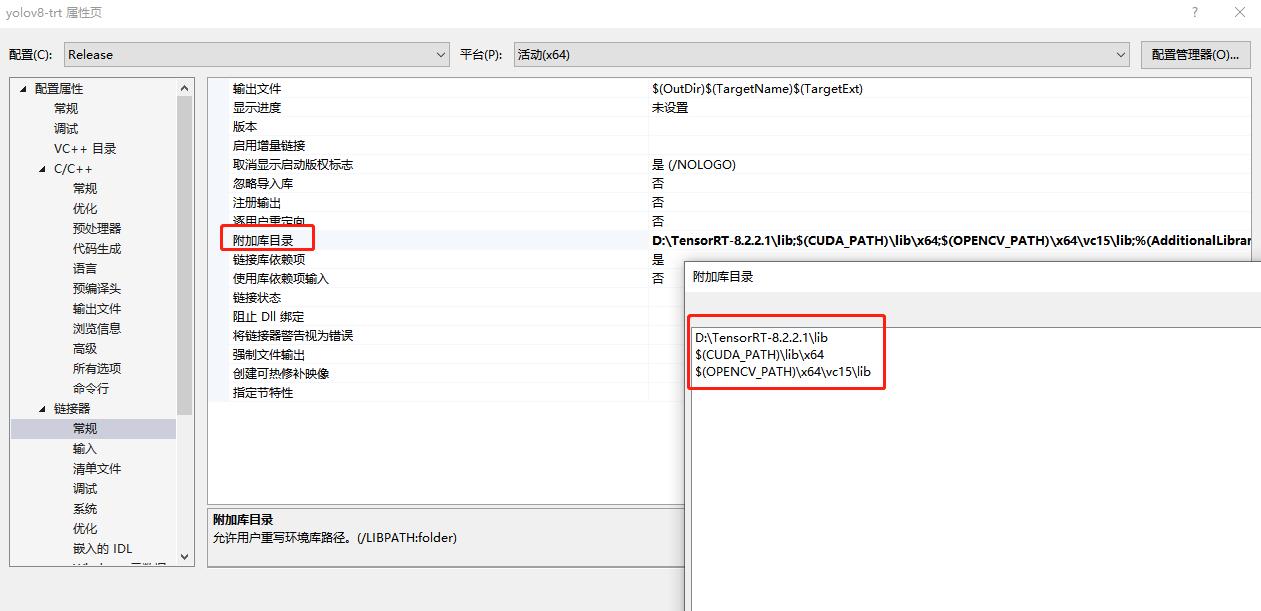 yolov8-trt 属性页
?
配置(C):
Release
平台(P):
活动(x64)
配置管理器(O)...
配置属性
常规
调试
VC++ 目录
C/C++
常规
优化
预处理器
代码生成
语言
预编译头
输出文件
浏览信息
高级
所有选项
命令行
链接器
常规
输入
清单文件
调试
系统
优化
嵌入的 IDL
输出文件 $(OutDir)$(TargetName)$(TargetExt)
显示进度 未设置
版本
启用增量链接
取消显示启动版权标志 是 (/NOLOGO)
忽略导入库 否
注册输出 否
逐用户重定向 否
附加库目录 D:\TensorRT-8.2.2.1\lib;$(CUDA_PATH)\lib\x64;$(OPENCV_PATH)\x64\vc15\lib;%(AdditionalLibrar
链接库依赖项 是
使用库依赖项输入 否
链接状态
阻止 Dll 绑定
将链接器警告视为错误
强制文件输出
创建可热修补映像
指定节特性
附加库目录
允许用户重写环境库路径。(/LIBPATH:folder)
附加库目录
D:\TensorRT-8.2.2.1\lib
$(CUDA_PATH)\lib\x64
$(OPENCV_PATH)\x64\vc15\lib